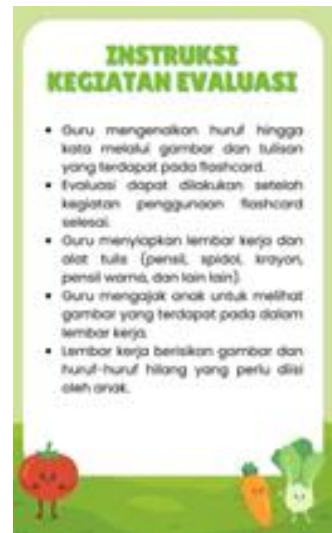 INSTRUKSI
KEGIATAN EVALUASI
• Guru mengenalkan huruf hingga
kata melalui gambar dan tulisan
yang terdapat pada flashcard.
• Evaluasi dapat dilakukan setelah
kegiatan penggunaan flashcard
selesai.
• Guru menyiapkan lembar kerja dan
alat tulis (pensil, spidol, krayon,
pensil warna, dan lain lain).
• Guru mengajak anak untuk melihat
gambar yang terdapat pada dalam
lembar kerja.
• Lembar kerja berisikan gambar dan
huruf-huruf hilang yang perlu diisi
oleh anak.